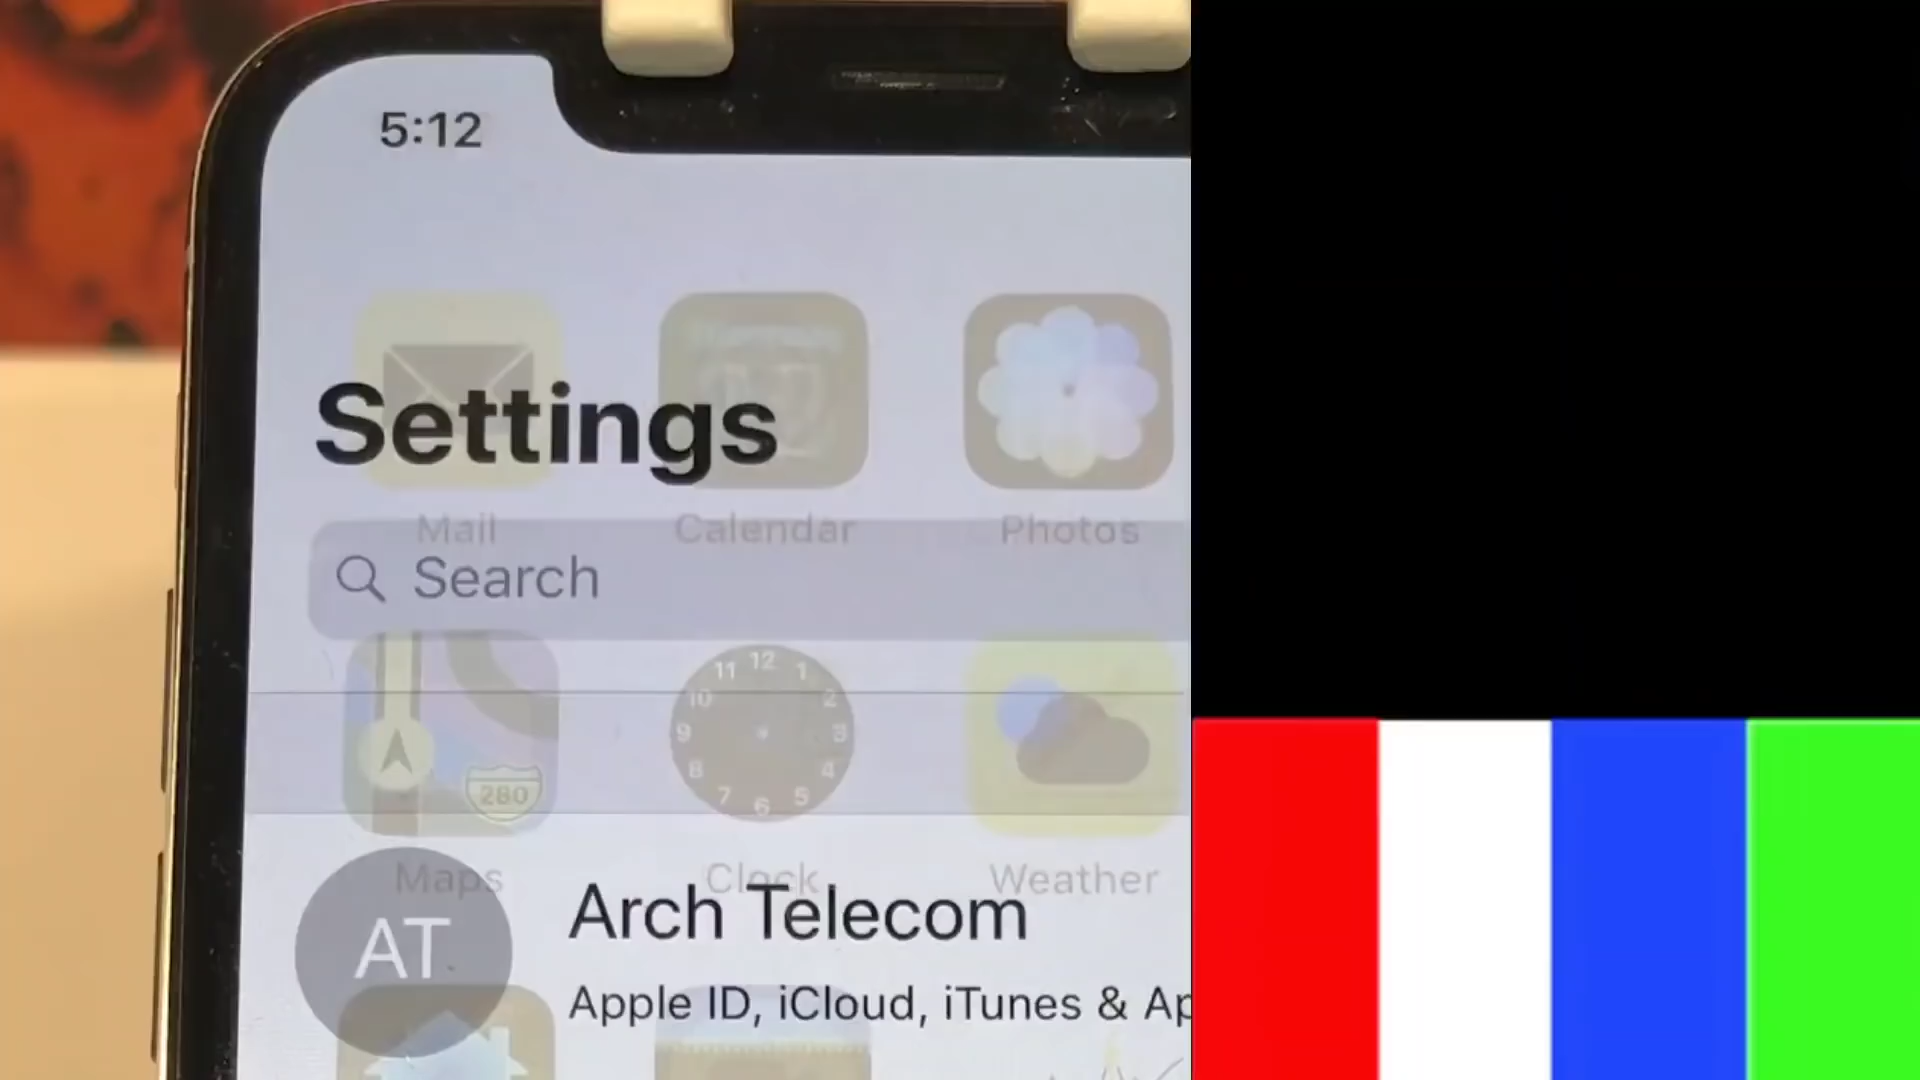 5:12
Settings
Mail Calendar Photos
Search
12
11 1
10 2
9 3
8 4
7 5
6
280
Maps Clock Weather
AT
Arch Telecom
Apple ID, iCloud, iTunes & Ap